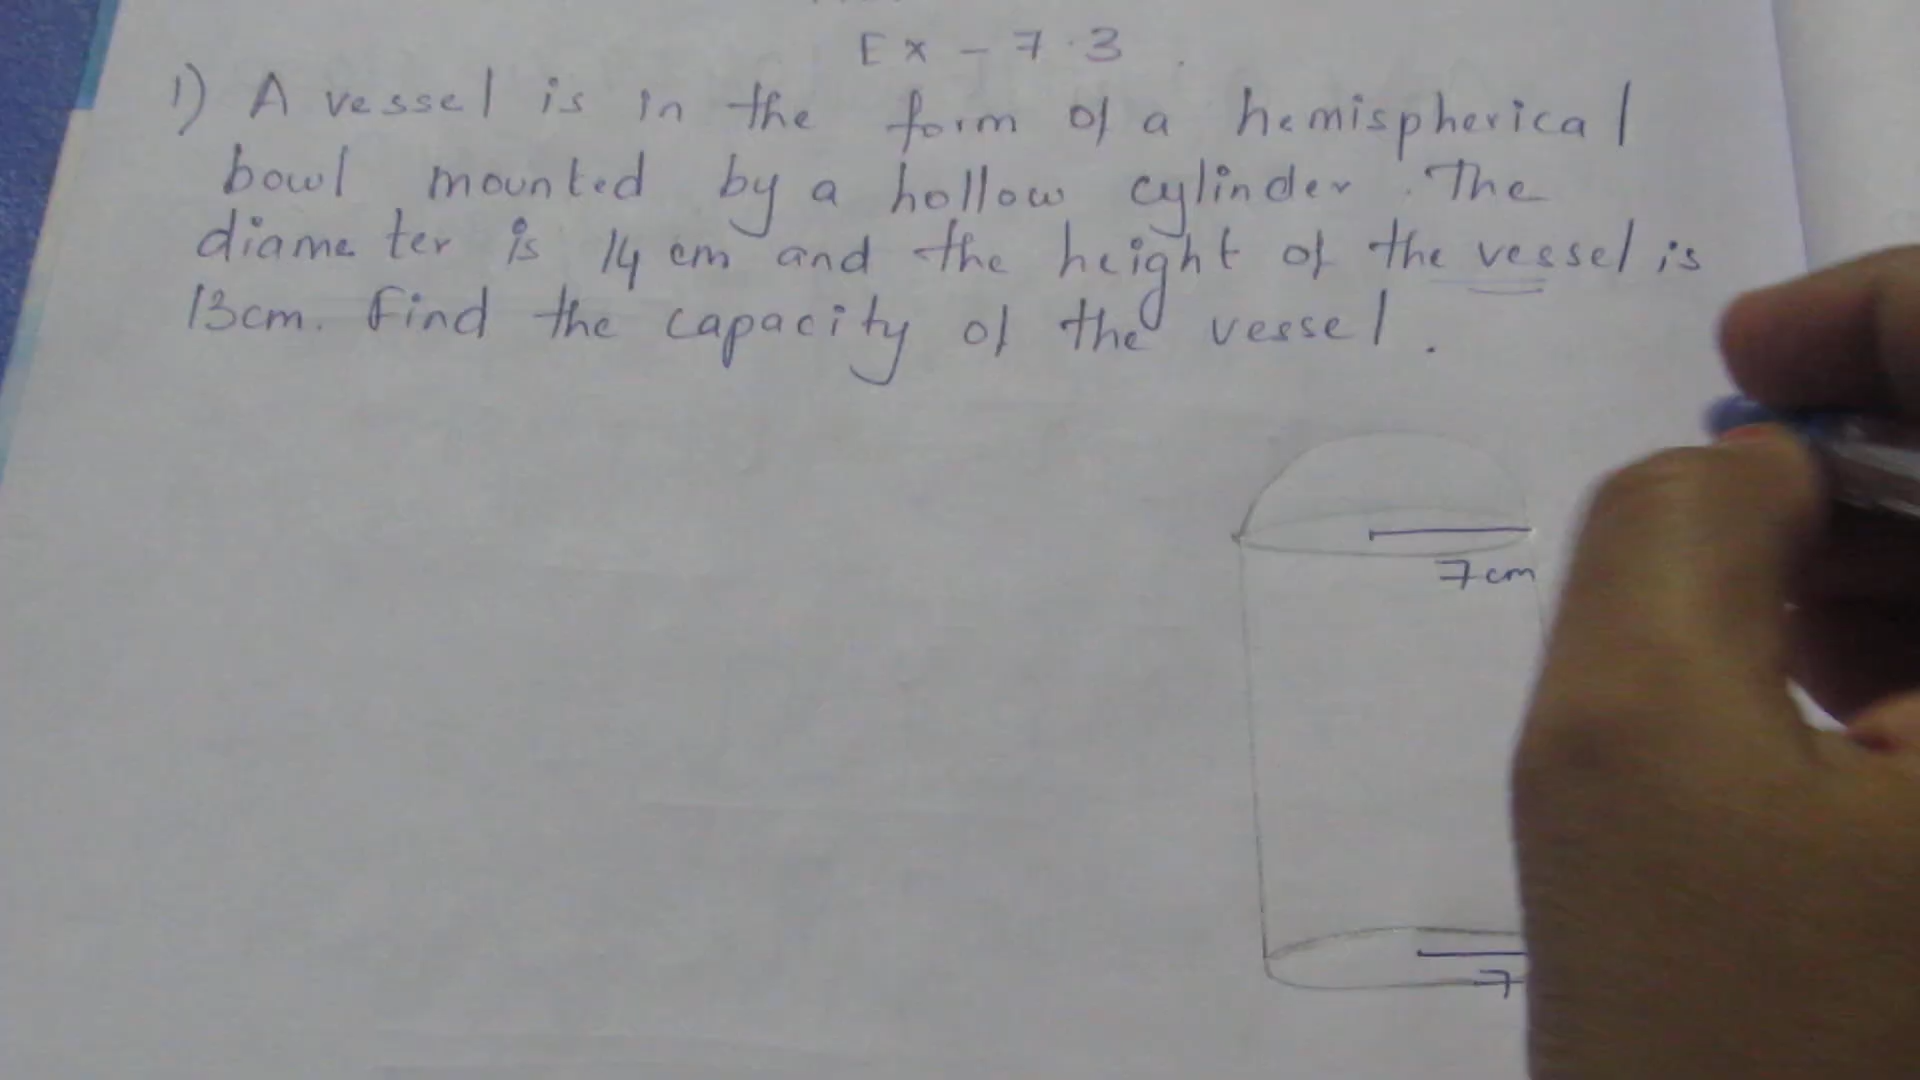 Ex - 7.3
1) A vessel is in the form of a hemispherical
bowl mounted by a hollow cylinder. The
diameter is 14 cm and the height of the vessel is
13cm. Find the capacity of the vessel.
7cm
7